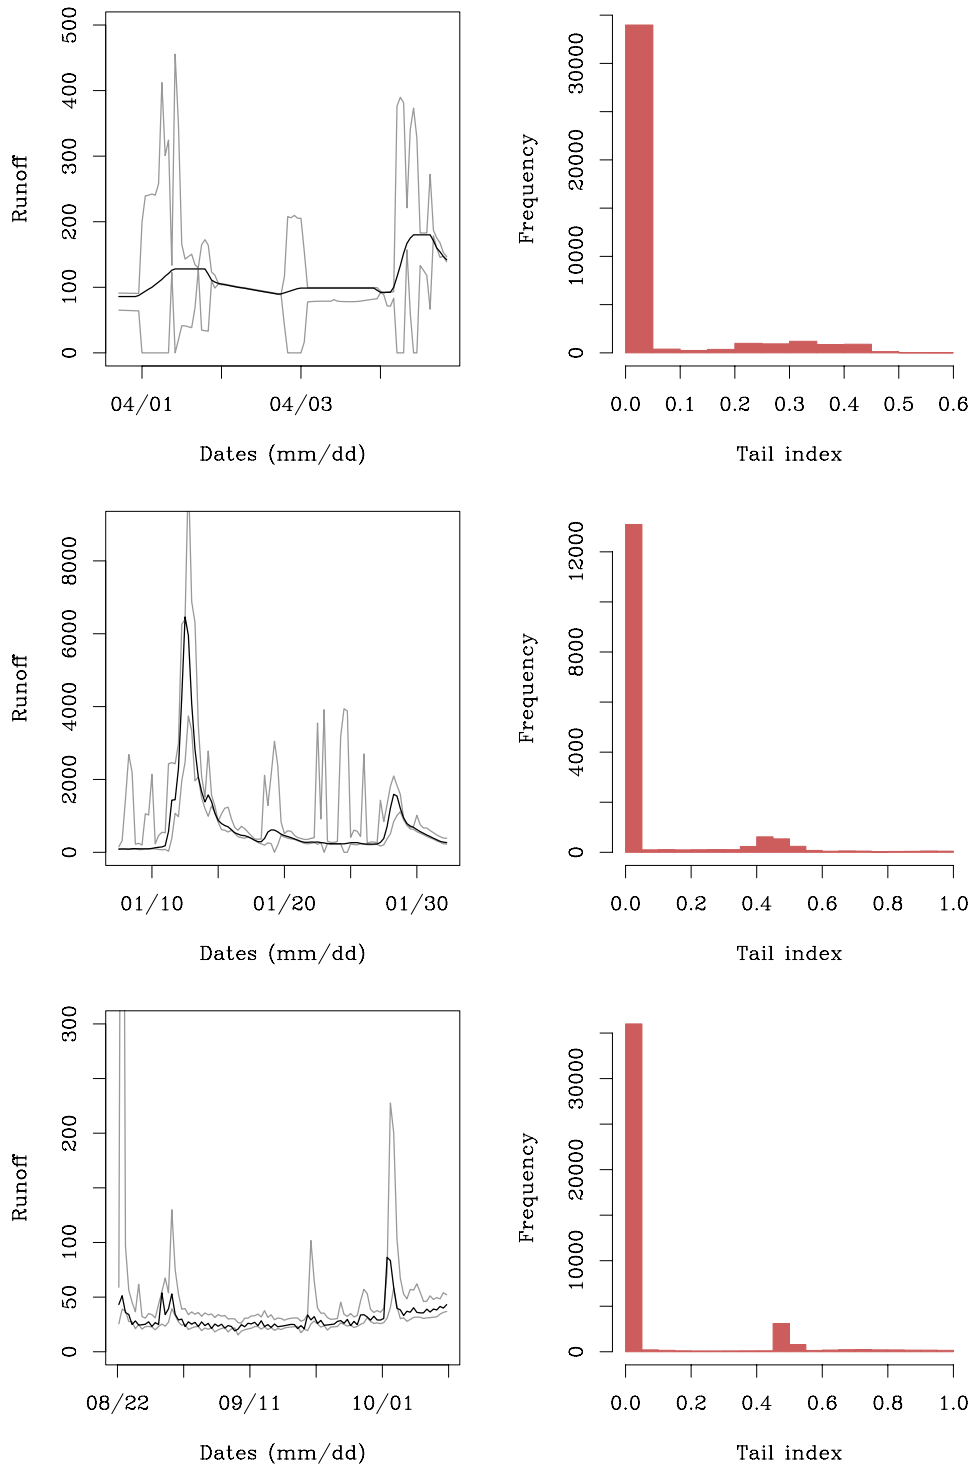 Runoff
0 100 200 300 400 500
04/01 04/03
Dates (mm/dd)
Frequency
0 10000 20000 30000
0.0 0.1 0.2 0.3 0.4 0.5 0.6
Tail index
Runoff
0 2000 4000 6000 8000
01/10 01/20 01/30
Dates (mm/dd)
Frequency
0 4000 8000 12000
0.0 0.2 0.4 0.6 0.8 1.0
Tail index
Runoff
0 50 100 200 300
08/22 09/11 10/01
Dates (mm/dd)
Frequency
0 10000 20000 30000
0.0 0.2 0.4 0.6 0.8 1.0
Tail index